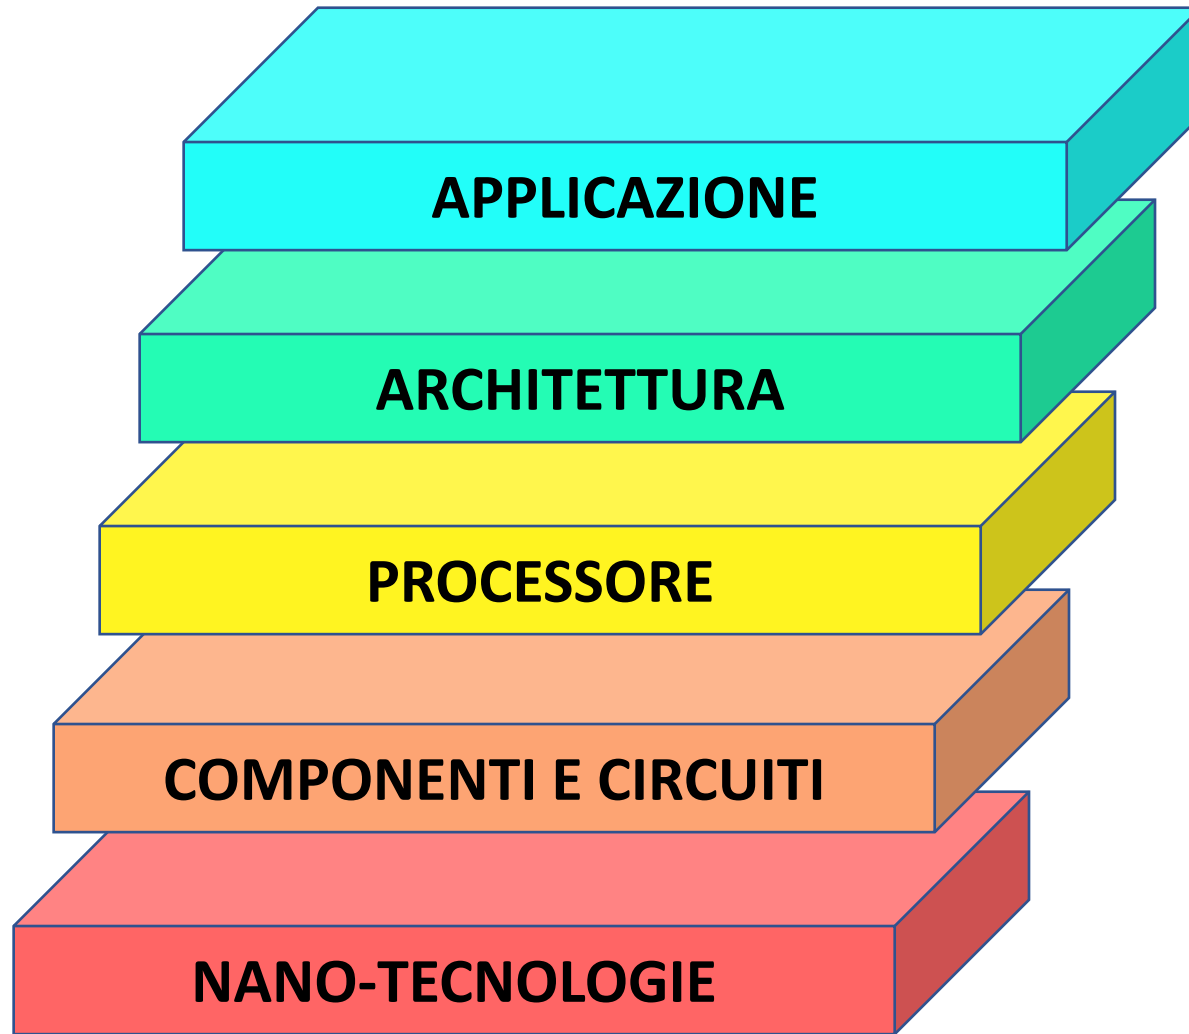 APPLICAZIONE
ARCHITETTURA
PROCESSORE
COMPONENTI E CIRCUITI
NANO-TECNOLOGIE